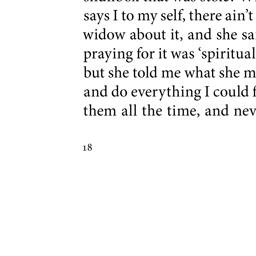 says I to my self, there ain't
widow about it, and she sa
praying for it was 'spiritual
but she told me what she m
and do everything I could f
them all the time, and nev
18